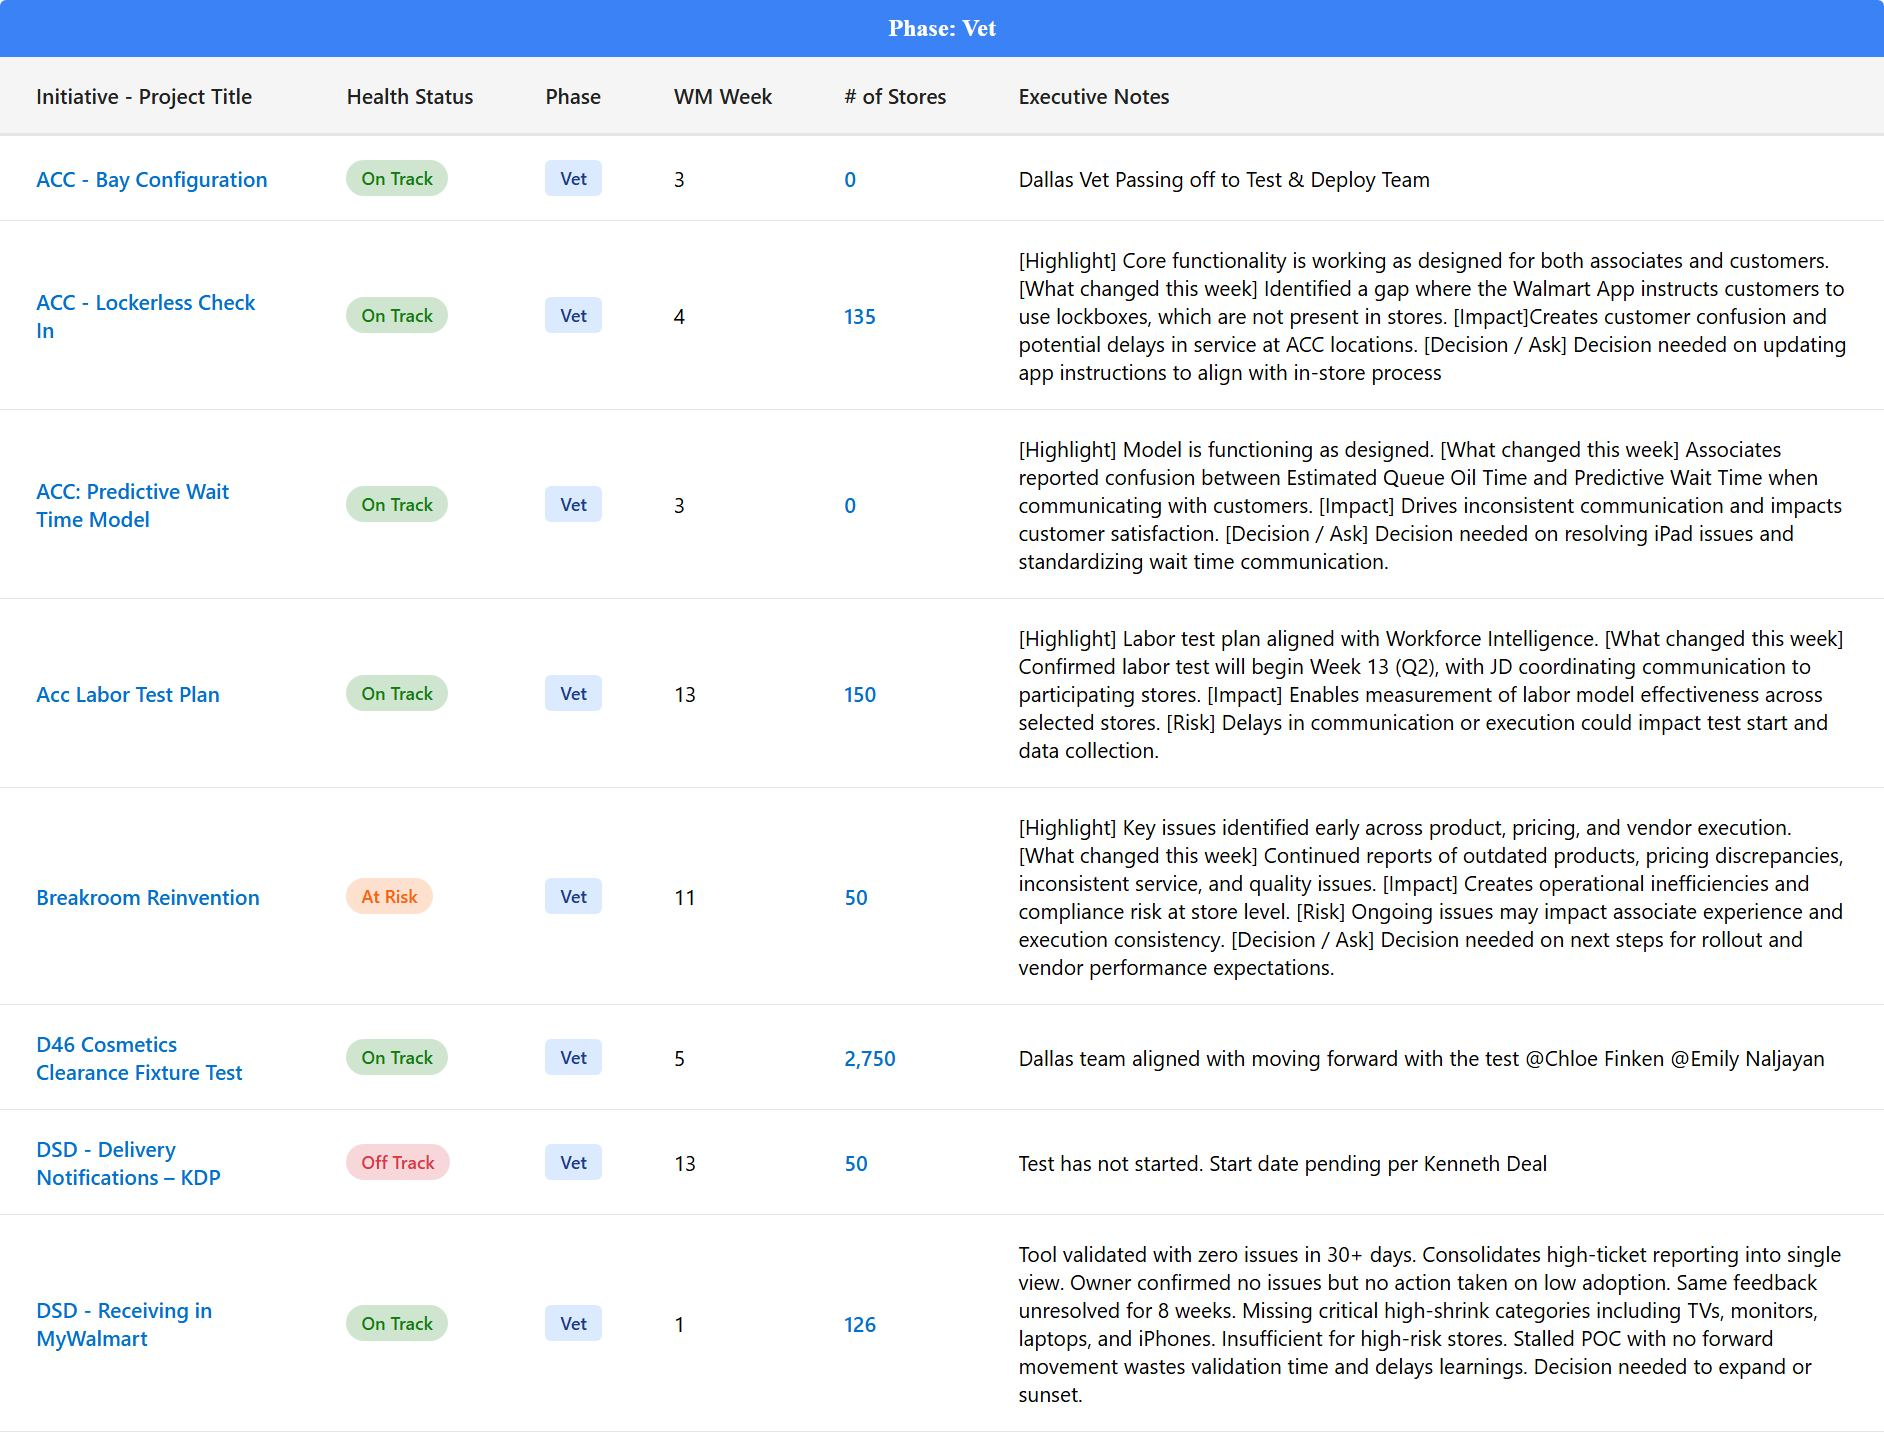 Phase: Vet
Initiative - Project Title
Health Status
Phase
WM Week
# of Stores
Executive Notes
ACC - Bay Configuration
On Track
Vet
3
0
Dallas Vet Passing off to Test & Deploy Team
ACC - Lockerless Check
In
On Track
Vet
4
135
[Highlight] Core functionality is working as designed for both associates and customers.
[What changed this week] Identified a gap where the Walmart App instructs customers to
use lockboxes, which are not present in stores. [Impact]Creates customer confusion and
potential delays in service at ACC locations. [Decision / Ask] Decision needed on updating
app instructions to align with in-store process
ACC: Predictive Wait
Time Model
On Track
Vet
3
0
[Highlight] Model is functioning as designed. [What changed this week] Associates
reported confusion between Estimated Queue Oil Time and Predictive Wait Time when
communicating with customers. [Impact] Drives inconsistent communication and impacts
customer satisfaction. [Decision / Ask] Decision needed on resolving iPad issues and
standardizing wait time communication.
Acc Labor Test Plan
On Track
Vet
13
150
[Highlight] Labor test plan aligned with Workforce Intelligence. [What changed this week]
Confirmed labor test will begin Week 13 (Q2), with JD coordinating communication to
participating stores. [Impact] Enables measurement of labor model effectiveness across
selected stores. [Risk] Delays in communication or execution could impact test start and
data collection.
Breakroom Reinvention
At Risk
Vet
11
50
[Highlight] Key issues identified early across product, pricing, and vendor execution.
[What changed this week] Continued reports of outdated products, pricing discrepancies,
inconsistent service, and quality issues. [Impact] Creates operational inefficiencies and
compliance risk at store level. [Risk] Ongoing issues may impact associate experience and
execution consistency. [Decision / Ask] Decision needed on next steps for rollout and
vendor performance expectations.
D46 Cosmetics
Clearance Fixture Test
On Track
Vet
5
2,750
Dallas team aligned with moving forward with the test @Chloe Finken @Emily Naljayan
DSD - Delivery
Notifications – KDP
Off Track
Vet
13
50
Test has not started. Start date pending per Kenneth Deal
DSD - Receiving in
MyWalmart
On Track
Vet
1
126
Tool validated with zero issues in 30+ days. Consolidates high-ticket reporting into single
view. Owner confirmed no issues but no action taken on low adoption. Same feedback
unresolved for 8 weeks. Missing critical high-shrink categories including TVs, monitors,
laptops, and iPhones. Insufficient for high-risk stores. Stalled POC with no forward
movement wastes validation time and delays learnings. Decision needed to expand or
sunset.